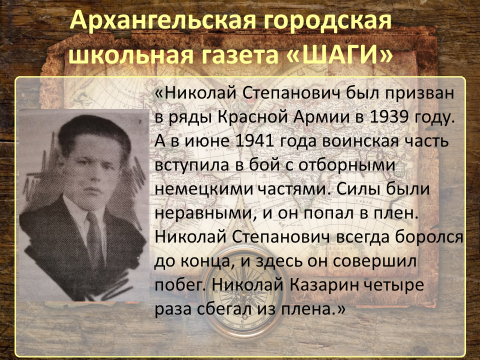 Архангельская городская
школьная газета «ШАГИ»
«Николай Степанович был призван
в ряды Красной Армии в 1939 году.
А в июне 1941 года воинская часть
вступила в бой с отборными
немецкими частями. Силы были
неравными, и он попал в плен.
Николай Степанович всегда боролся
до конца, и здесь он совершил
побег. Николай Казарин четыре
раза сбегал из плена.»